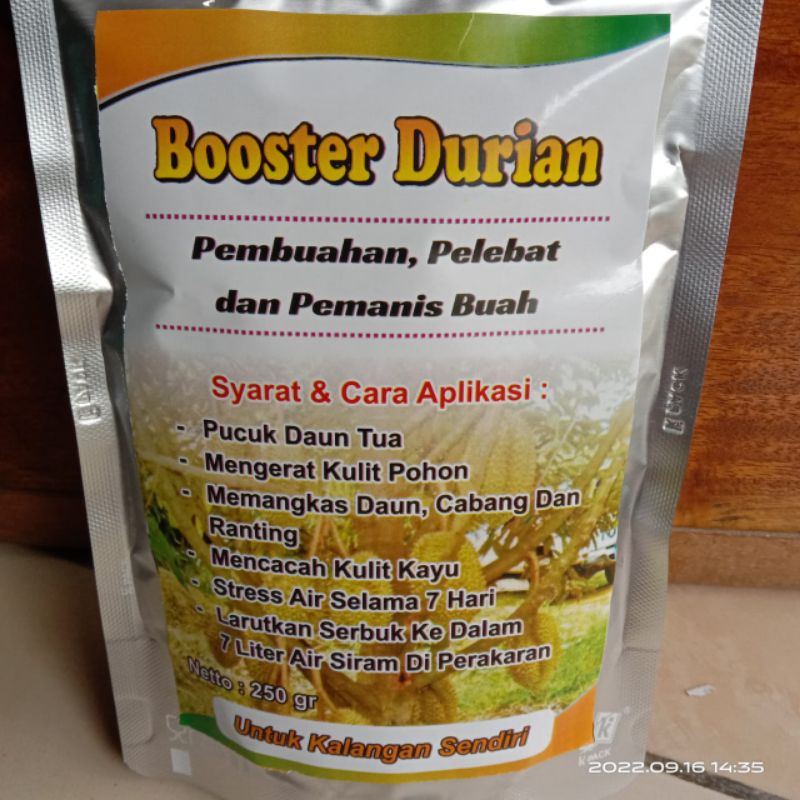 Booster Durian
Pembuahan, Pelebat
dan Pemanis Buah
Syarat & Cara Aplikasi :
- Pucuk Daun Tua
- Mengerat Kulit Pohon
- Memangkas Daun, Cabang Dan
Ranting
- Mencacah Kulit Kayu
- Stress Air Selama 7 Hari
- Larutkan Serbuk Ke Dalam
7 Liter Air Siram Di Perakaran
Netto : 250 gr
Untuk Kalangan Sendiri
K PACK
2022.09.16 14:35